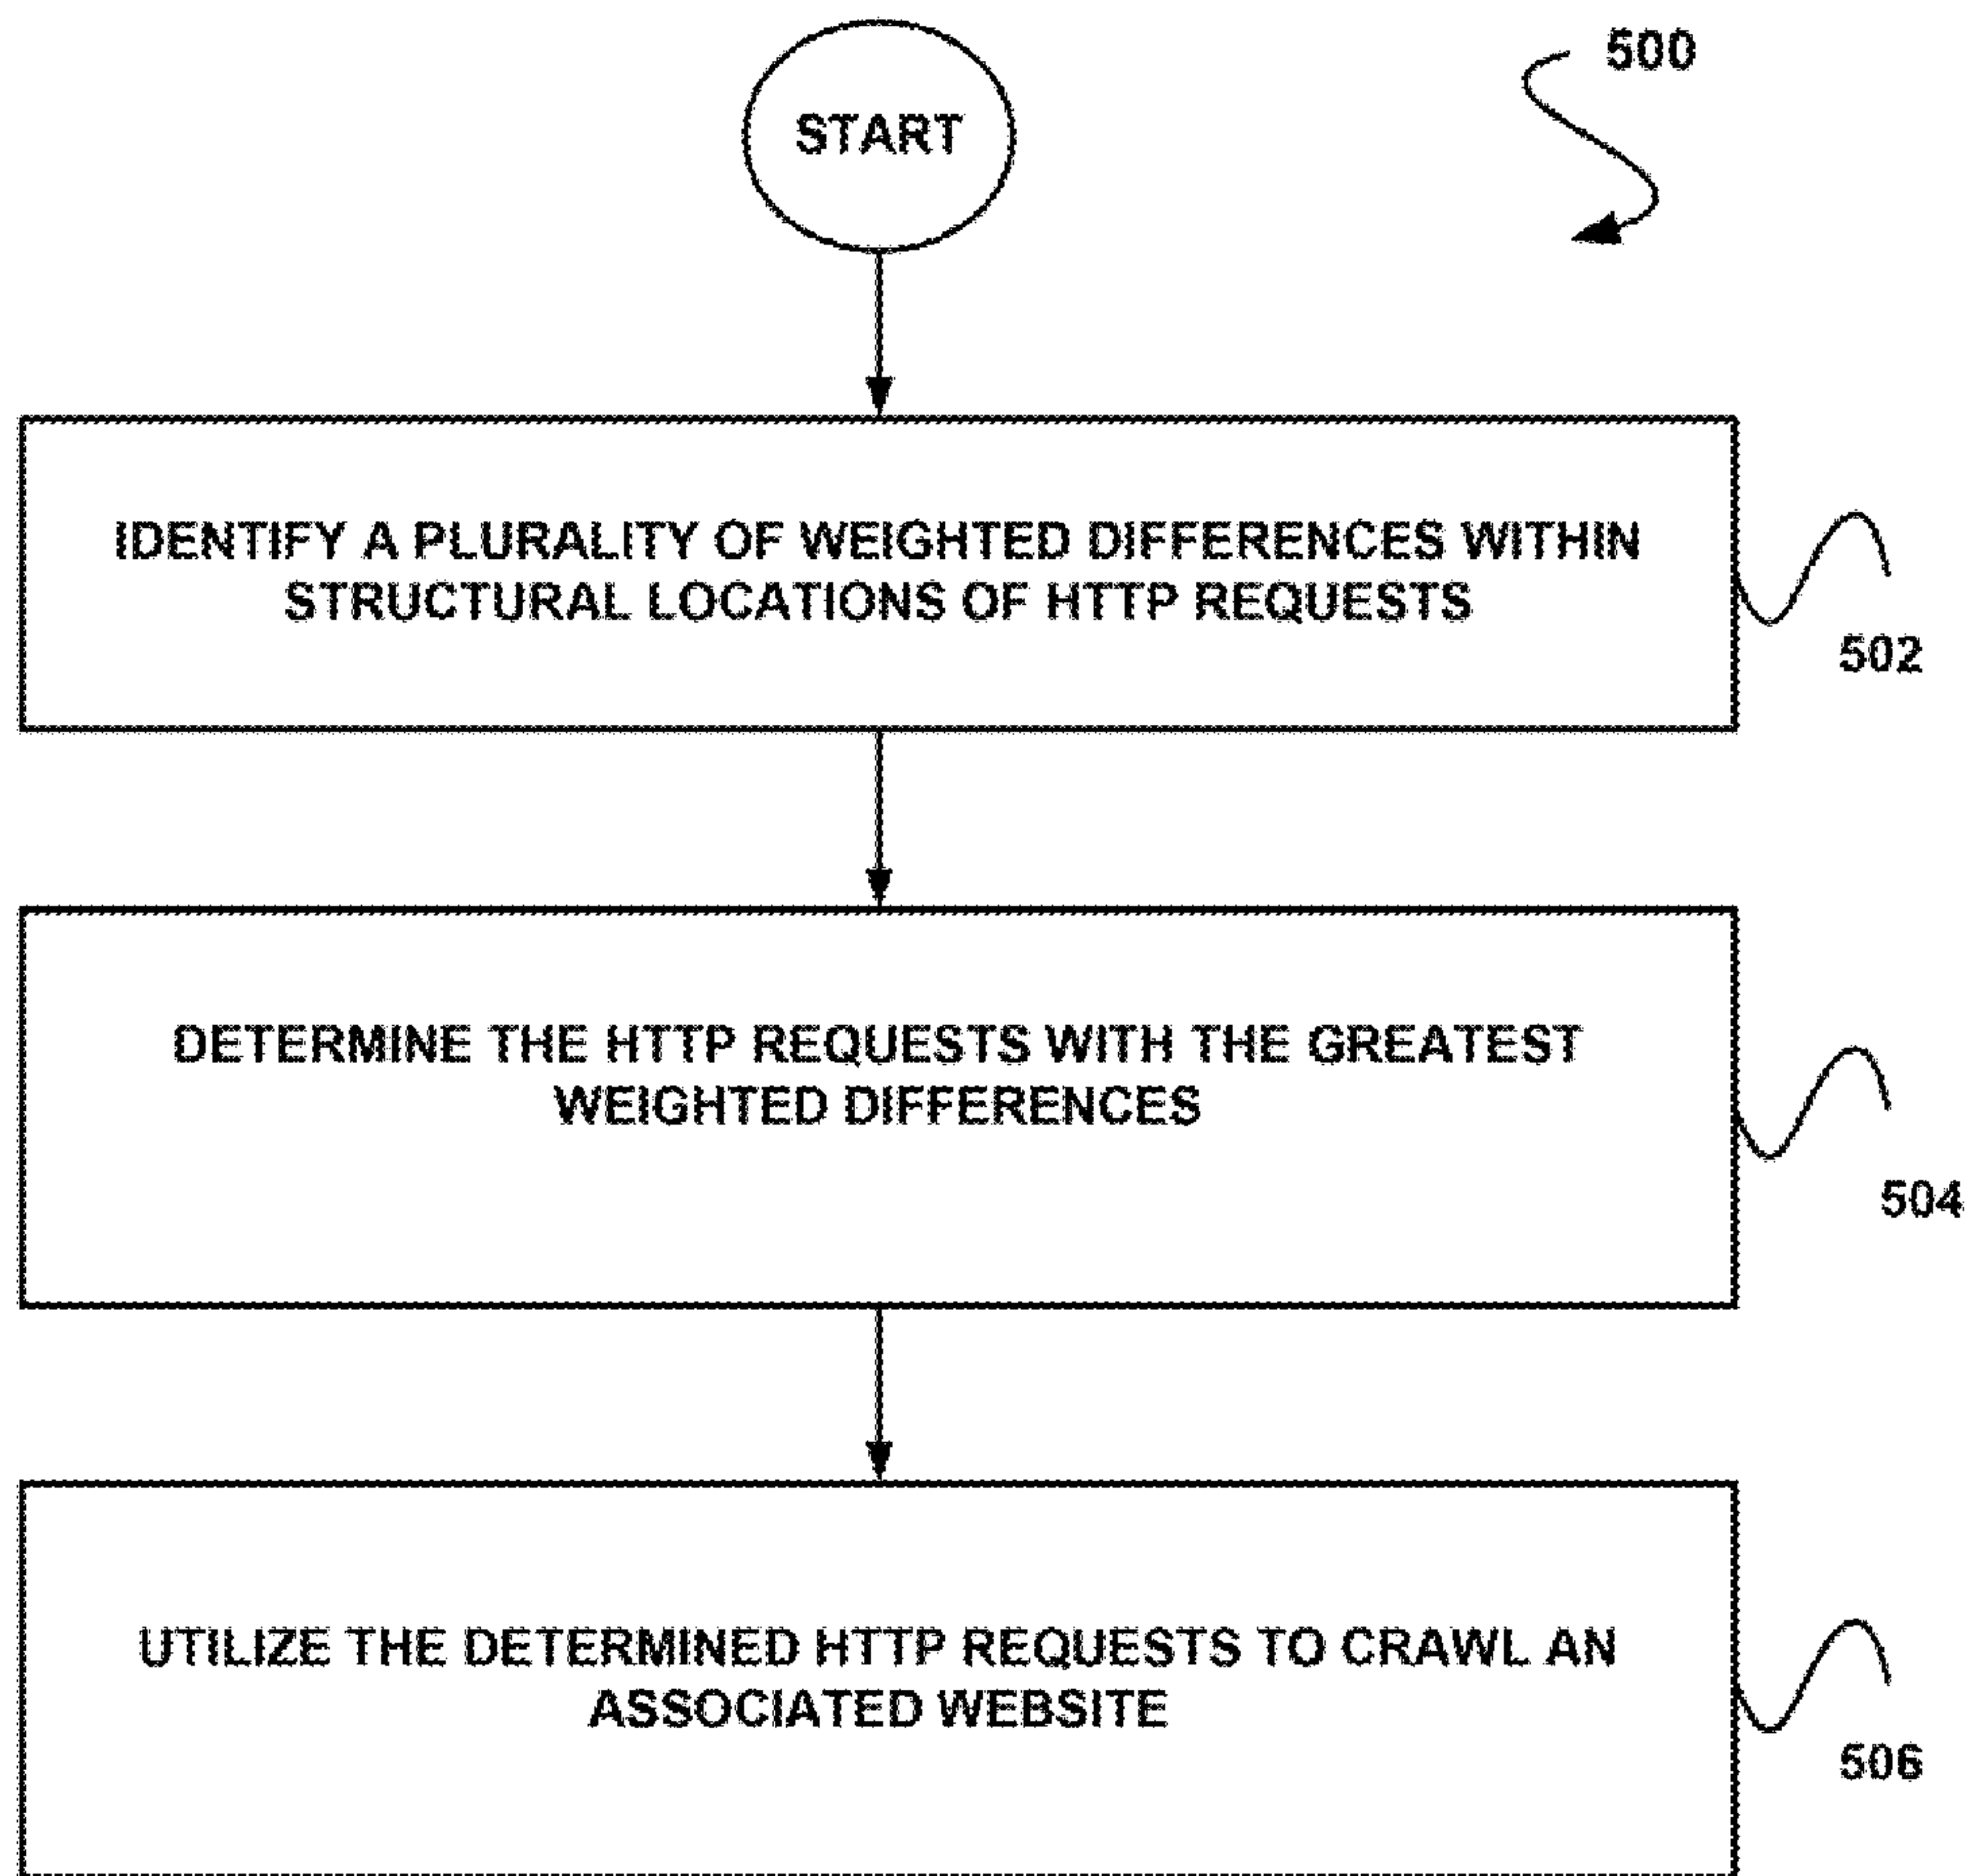 START
500
IDENTIFY A PLURALITY OF WEIGHTED DIFFERENCES WITHIN
STRUCTURAL LOCATIONS OF HTTP REQUESTS
502
DETERMINE THE HTTP REQUESTS WITH THE GREATEST
WEIGHTED DIFFERENCES
504
UTILIZE THE DETERMINED HTTP REQUESTS TO CRAWL AN
ASSOCIATED WEBSITE
506